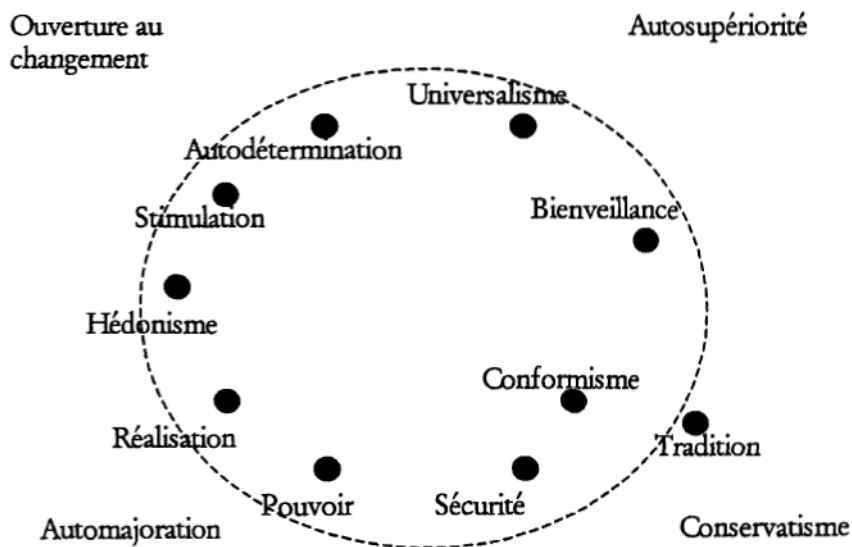 Ouverture au
changement
Autosupériorité
Universalisme
Autodétermination
Stimulation
Bienveillance
Hédonisme
Conformisme
Réalisation
Tradition
Pouvoir
Sécurité
Automajoration
Conservatisme